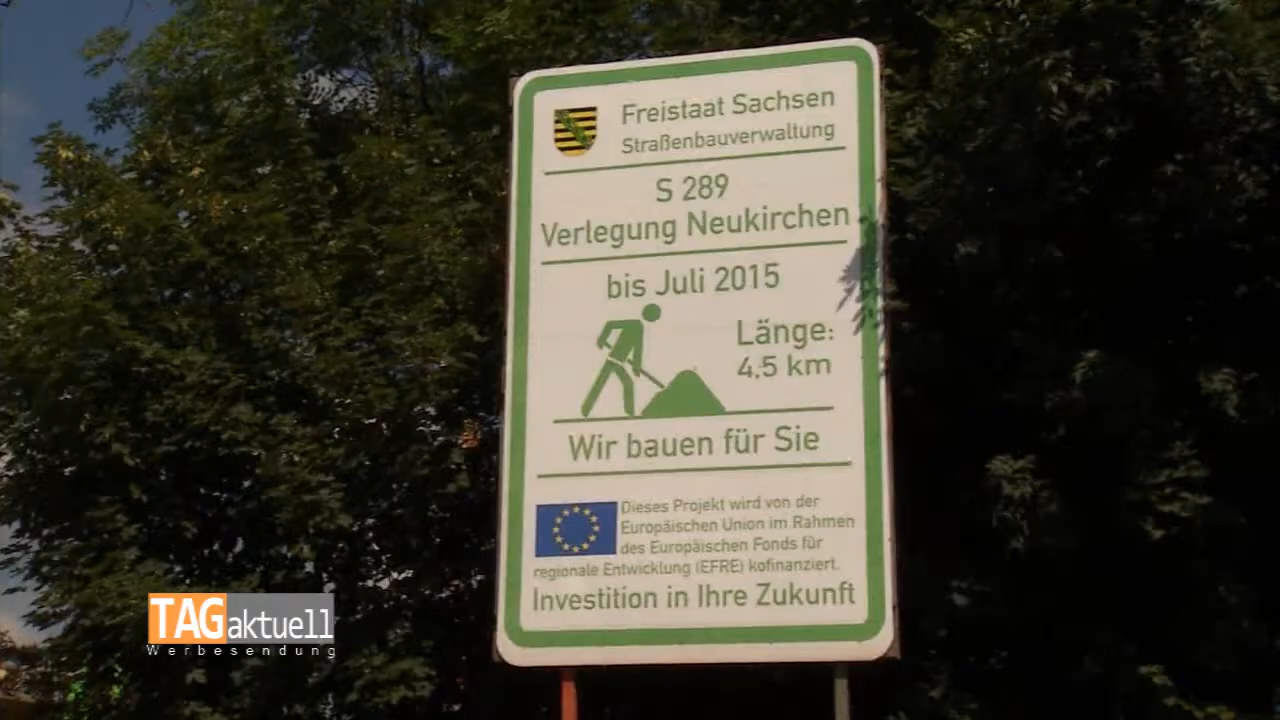 Freistaat Sachsen
Straßenbauverwaltung
S 289
Verlegung Neukirchen
bis Juli 2015
Länge:
4,5 km
Wir bauen für Sie
Dieses Projekt wird von der
Europäischen Union im Rahmen
des Europäischen Fonds für
regionale Entwicklung (EFRE) kofinanziert.
Investition in Ihre Zukunft
TAGaktuell
Werbesendung